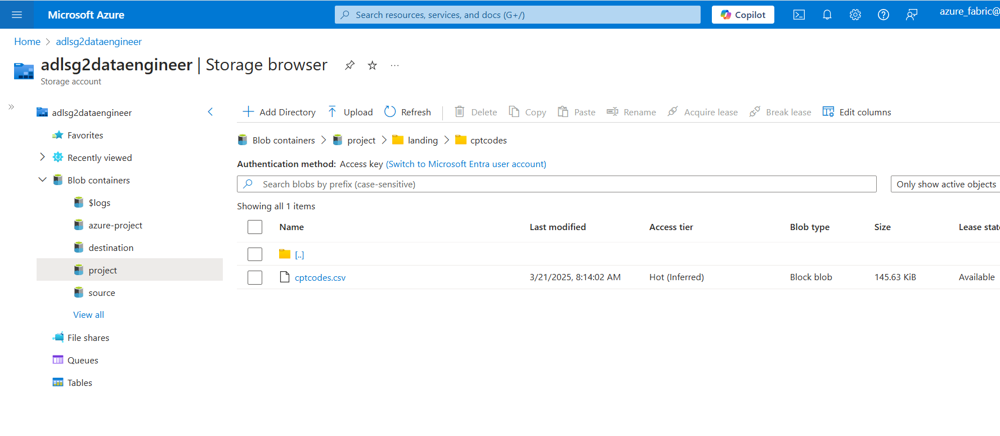 Microsoft Azure
Search resources, services, and docs (G+/)
Copilot
azure_fabric@
Home > adlsg2dataengineer
adlsg2dataengineer | Storage browser
...
Storage account
adlsg2dataengineer
Favorites
Recently viewed
Blob containers
$logs
azure-project
destination
project
source
View all
File shares
Queues
Tables
Add Directory Upload Refresh Delete Copy Paste Rename Acquire lease Break lease Edit columns
Blob containers > project > landing > cptcodes
Authentication method: Access key (Switch to Microsoft Entra user account)
Search blobs by prefix (case-sensitive)
Only show active objects
Showing all 1 items
Name Last modified Access tier Blob type Size Lease stat
[..]
cptcodes.csv 3/21/2025, 8:14:02 AM Hot (Inferred) Block blob 145.63 KiB Available